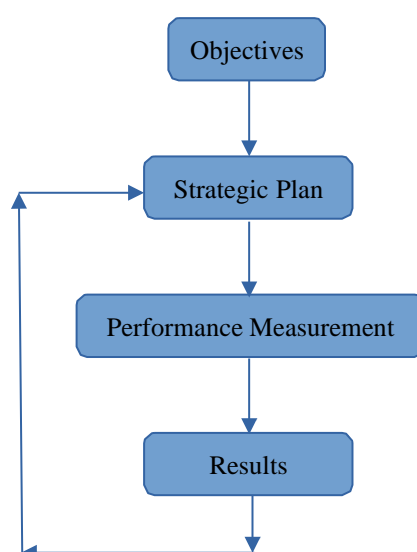 Objectives
Strategic Plan
Performance Measurement
Results